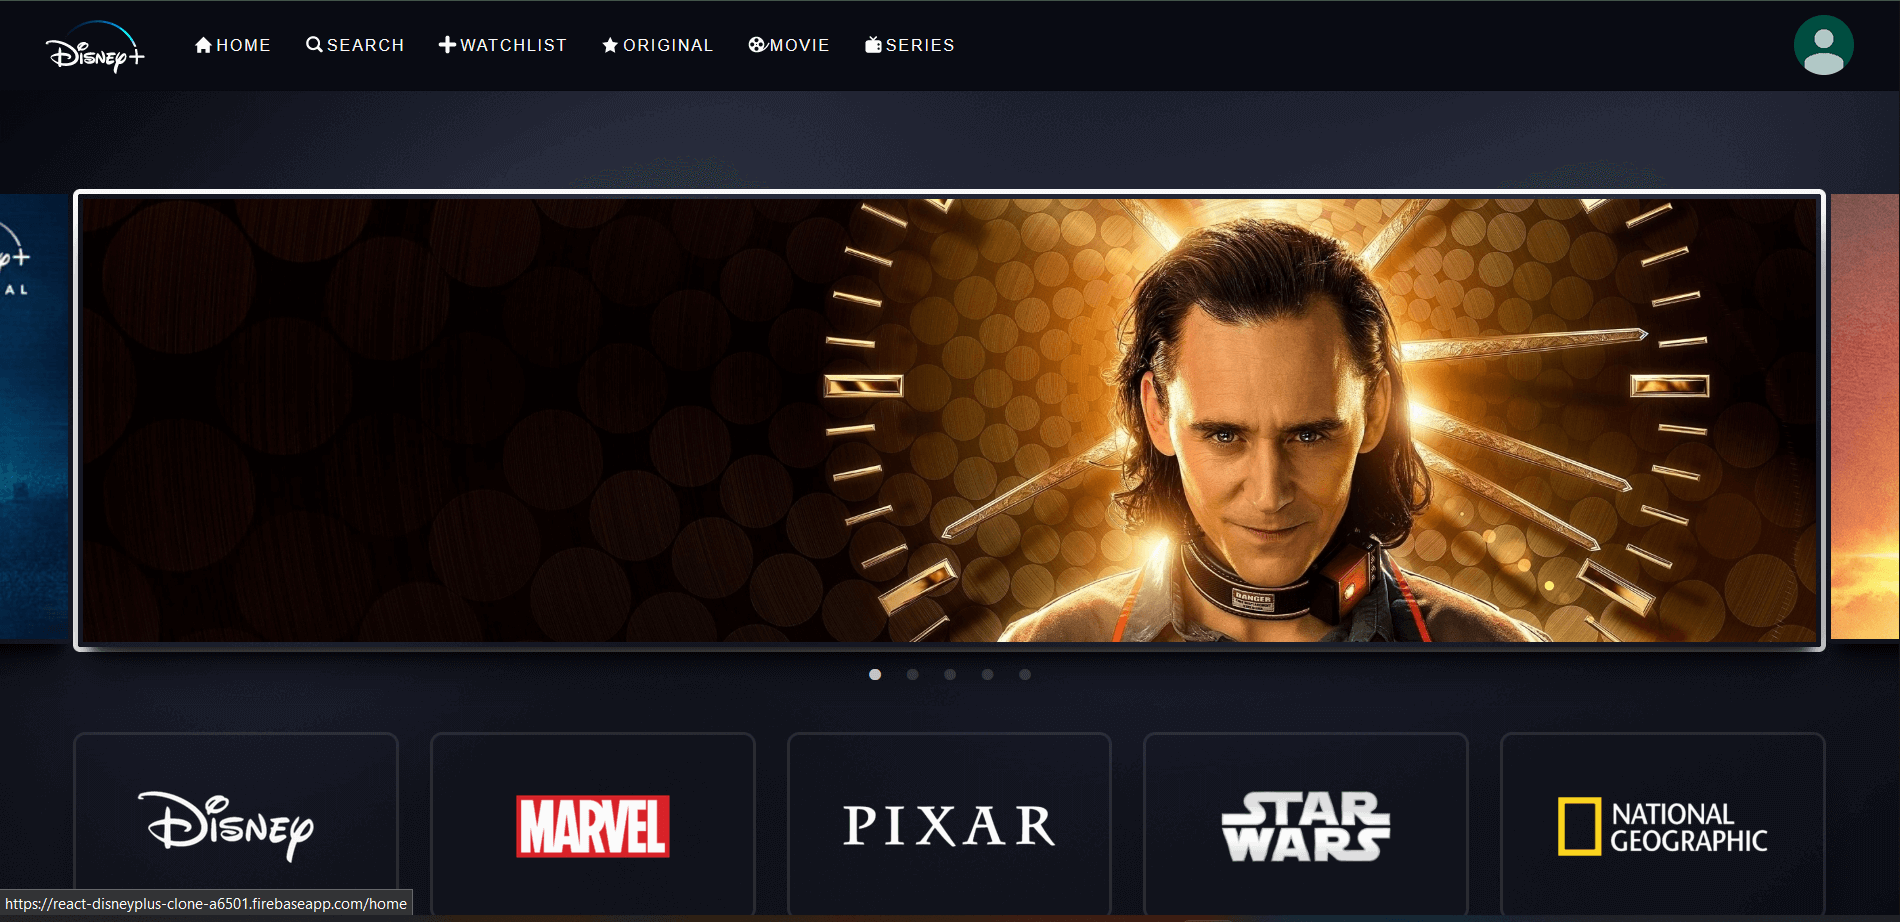 Disney+
HOME
SEARCH
WATCHLIST
ORIGINAL
MOVIE
SERIES
y+
AL
DANGER
Disney
MARVEL
PIXAR
STAR
WARS
NATIONAL
GEOGRAPHIC
https://react-disneyplus-clone-a6501.firebaseapp.com/home